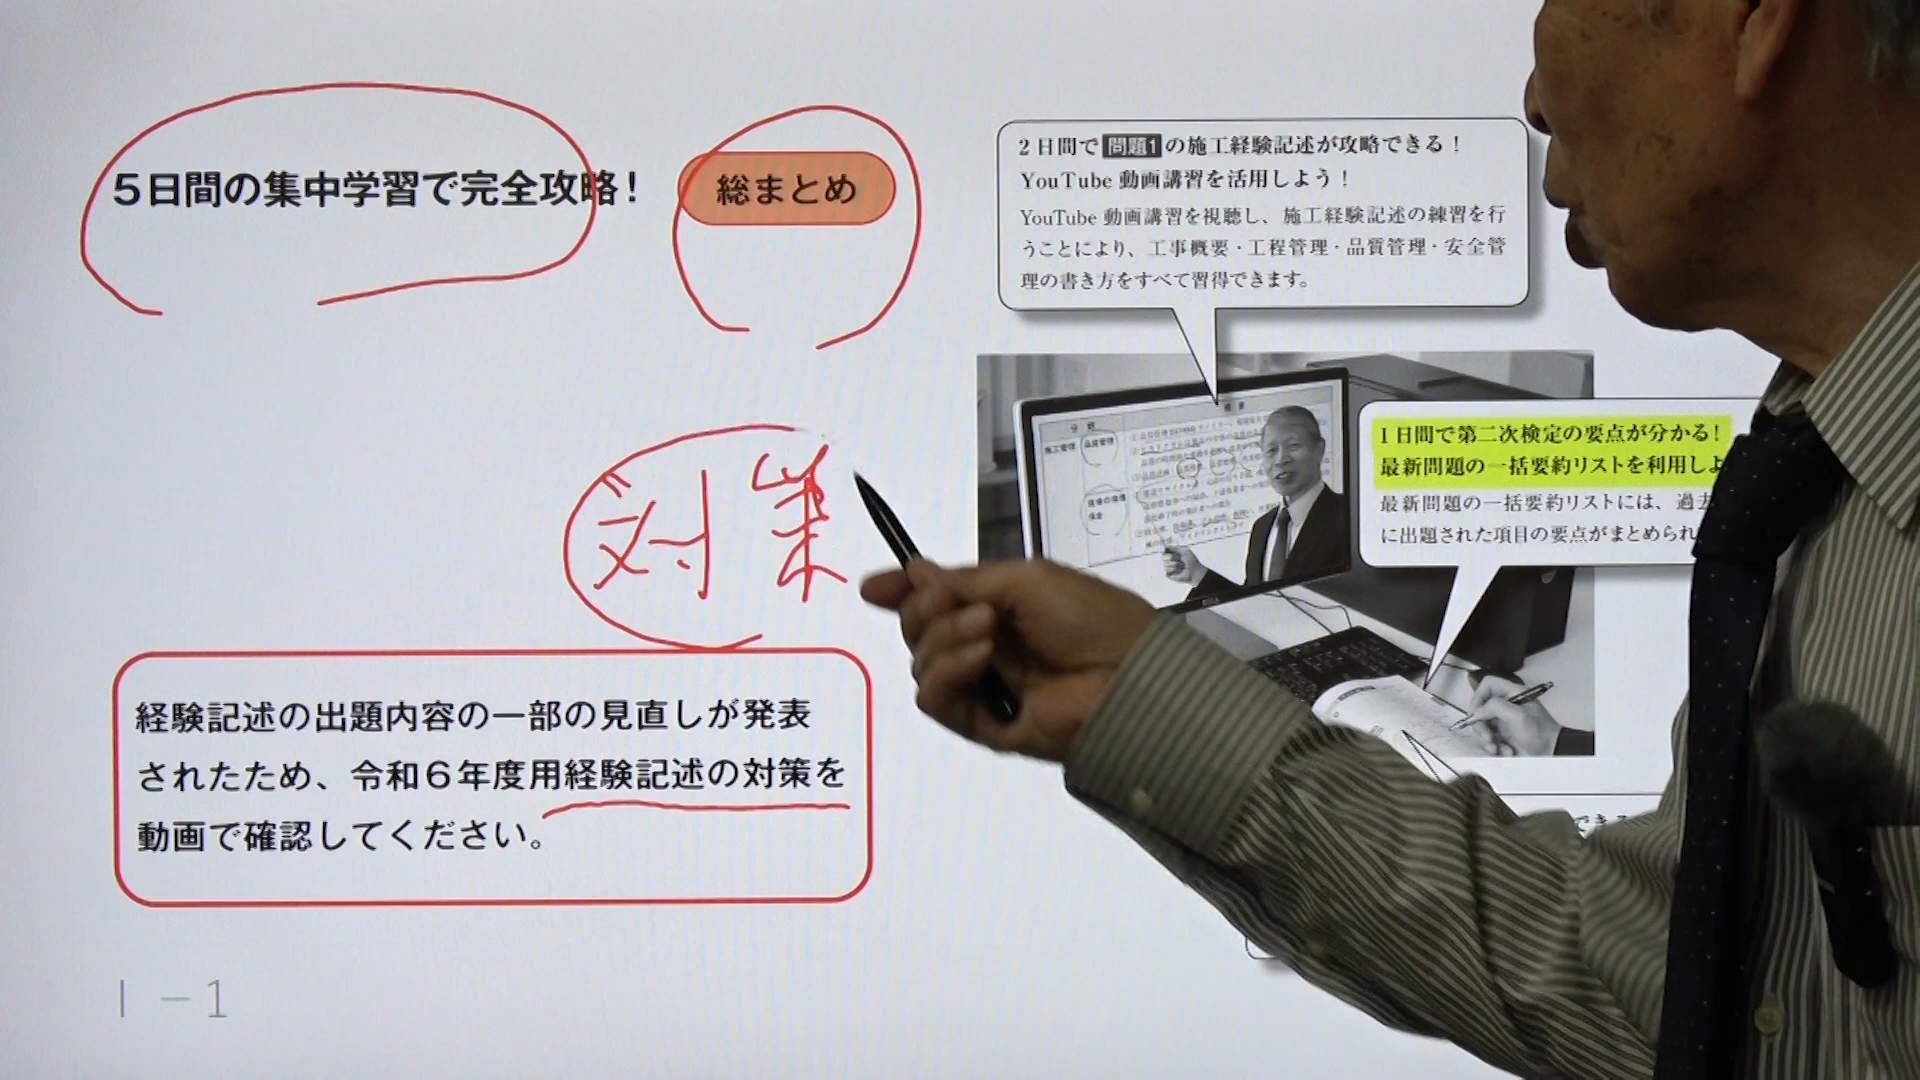 5日間の集中学習で完全攻略！ 総まとめ
2日間で 問題1 の施工経験記述が攻略できる！
YouTube 動画講習を活用しよう！
YouTube 動画講習を視聴し、施工経験記述の練習を行
うことにより、工事概要・工程管理・品質管理・安全管
理の書き方をすべて習得できます。
1日間で第二次検定の要点が分かる！
最新問題の一括要約リストを利用しよ
最新問題の一括要約リストには、過去
に出題された項目の要点がまとめられ
対策
経験記述の出題内容の一部の見直しが発表
されたため、令和6年度用経験記述の対策を
動画で確認してください。
施工管理 品質管理
Ⅰ－1